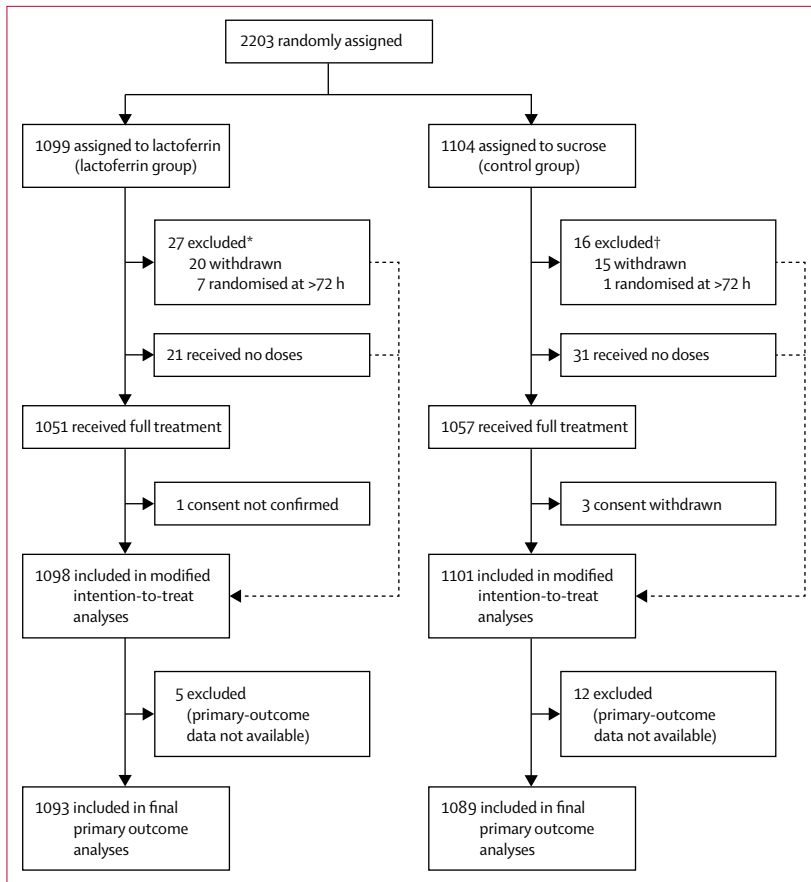 2203 randomly assigned
1099 assigned to lactoferrin
(lactoferrin group)
1104 assigned to sucrose
(control group)
27 excluded*
20 withdrawn
7 randomised at >72 h
16 excluded†
15 withdrawn
1 randomised at >72 h
21 received no doses
31 received no doses
1051 received full treatment
1057 received full treatment
1 consent not confirmed
3 consent withdrawn
1098 included in modified
intention-to-treat
analyses
1101 included in modified
intention-to-treat
analyses
5 excluded
(primary-outcome
data not available)
12 excluded
(primary-outcome
data not available)
1093 included in final
primary outcome
analyses
1089 included in final
primary outcome
analyses